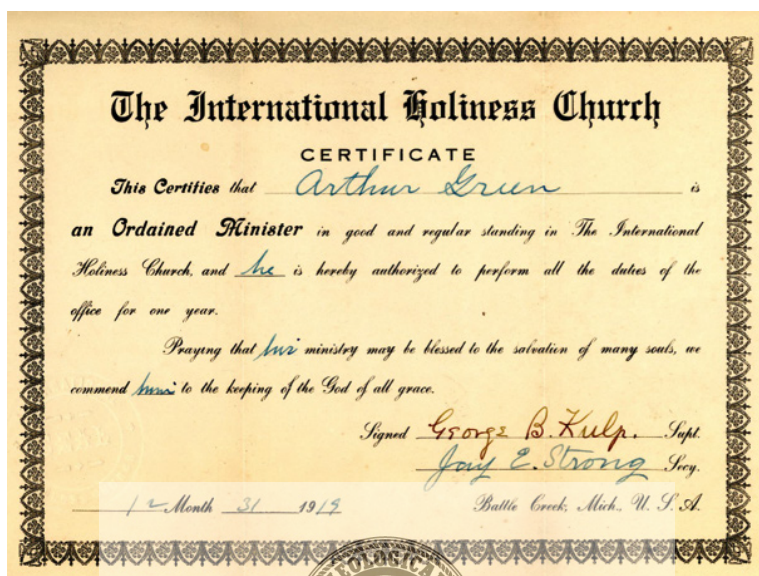 The International Holiness Church
CERTIFICATE
This Certifies that Arthur Green is
an Ordained Minister in good and regular standing in The International
Holiness Church, and he is hereby authorized to perform all the duties of the
office for one year.
Praying that his ministry may be blessed to the salvation of many souls, we
commend him to the keeping of the God of all grace.
Signed George B. Kulp. Supt.
Jay E. Strong Secy.
12 Month 31 1919 Battle Creek, Mich., U. S. A.